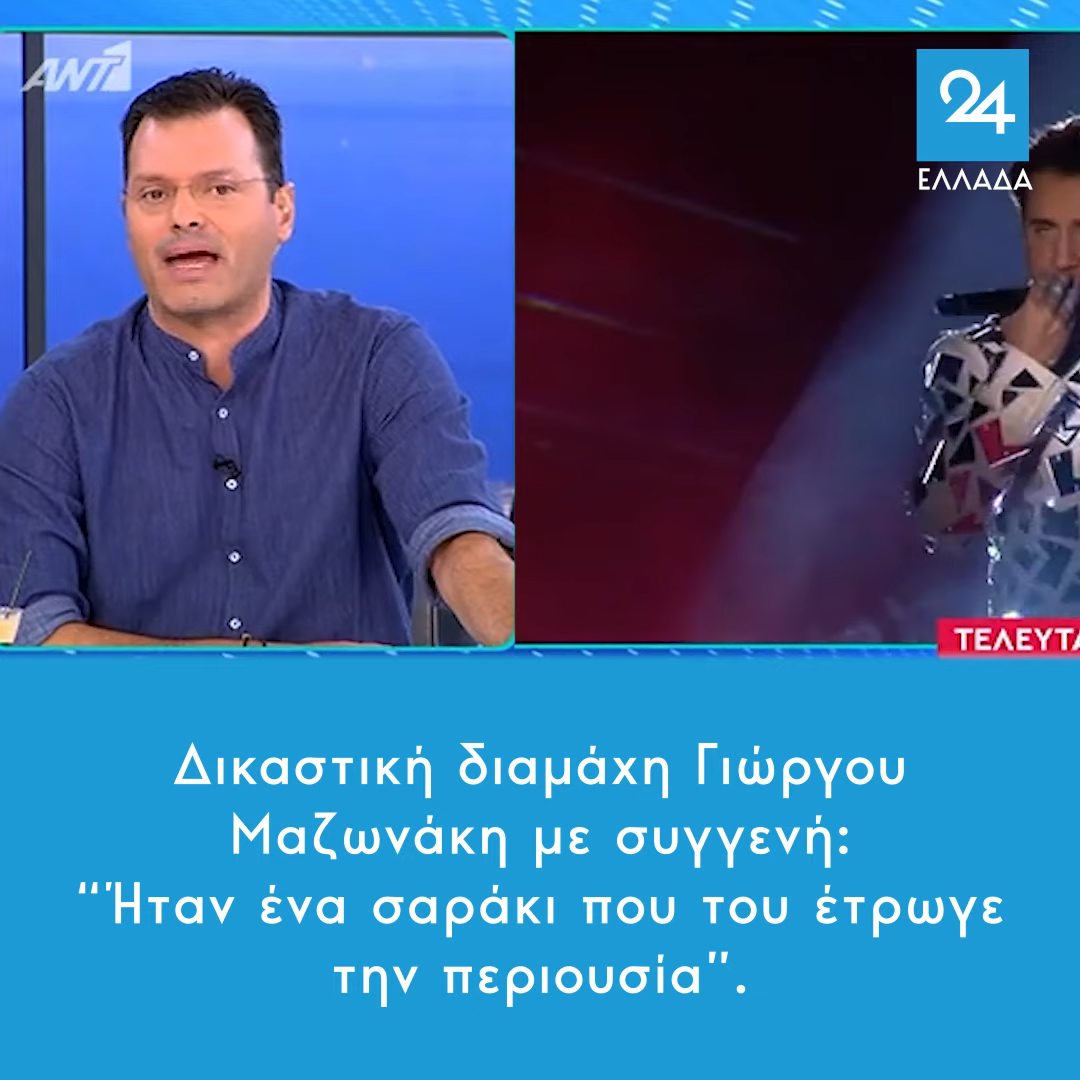 ANT1
24
ΕΛΛΑΔΑ
ΤΕΛΕΥΤΑ
Δικαστική διαμάχη Γιώργου
Μαζωνάκη με συγγενή:
“Ήταν ένα σαράκι που του έτρωγε
την περιουσία”.